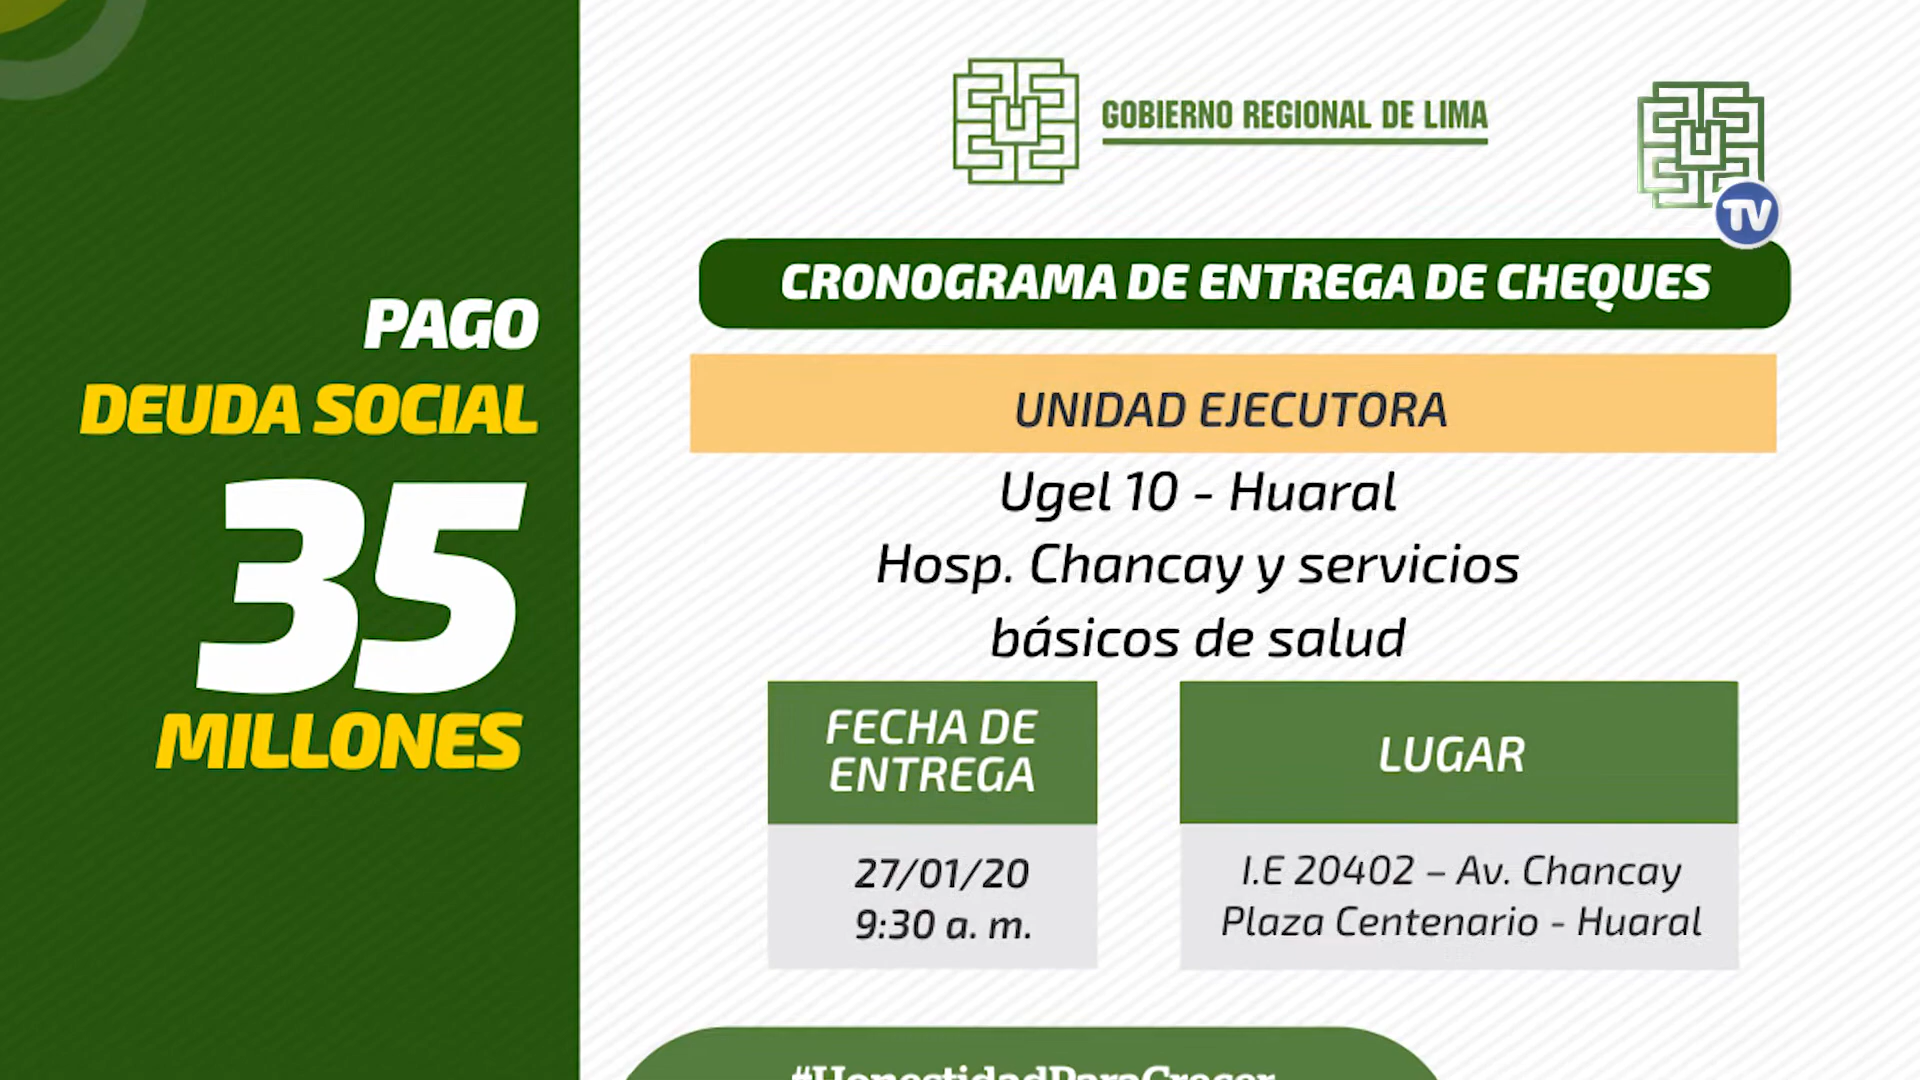 PAGO
DEUDA SOCIAL
35
MILLONES
GOBIERNO REGIONAL DE LIMA
TV
CRONOGRAMA DE ENTREGA DE CHEQUES
UNIDAD EJECUTORA
Ugel 10 - Huaral
Hosp. Chancay y servicios
básicos de salud
FECHA DE
ENTREGA
27/01/20
9:30 a. m.
LUGAR
I.E 20402 – Av. Chancay
Plaza Centenario - Huaral
#HonestidadParaCrecer